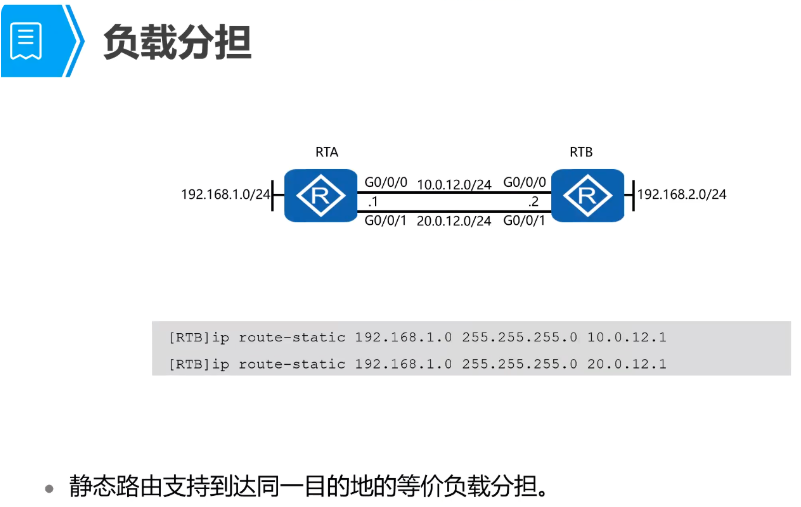 负载分担
RTA
RTB
192.168.1.0/24
R
G0/0/0
10.0.12.0/24
G0/0/0
.1
.2
G0/0/1
20.0.12.0/24
G0/0/1
R
192.168.2.0/24
[RTB]ip route-static 192.168.1.0 255.255.255.0 10.0.12.1
[RTB]ip route-static 192.168.1.0 255.255.255.0 20.0.12.1
• 静态路由支持到达同一目的地的等价负载分担。